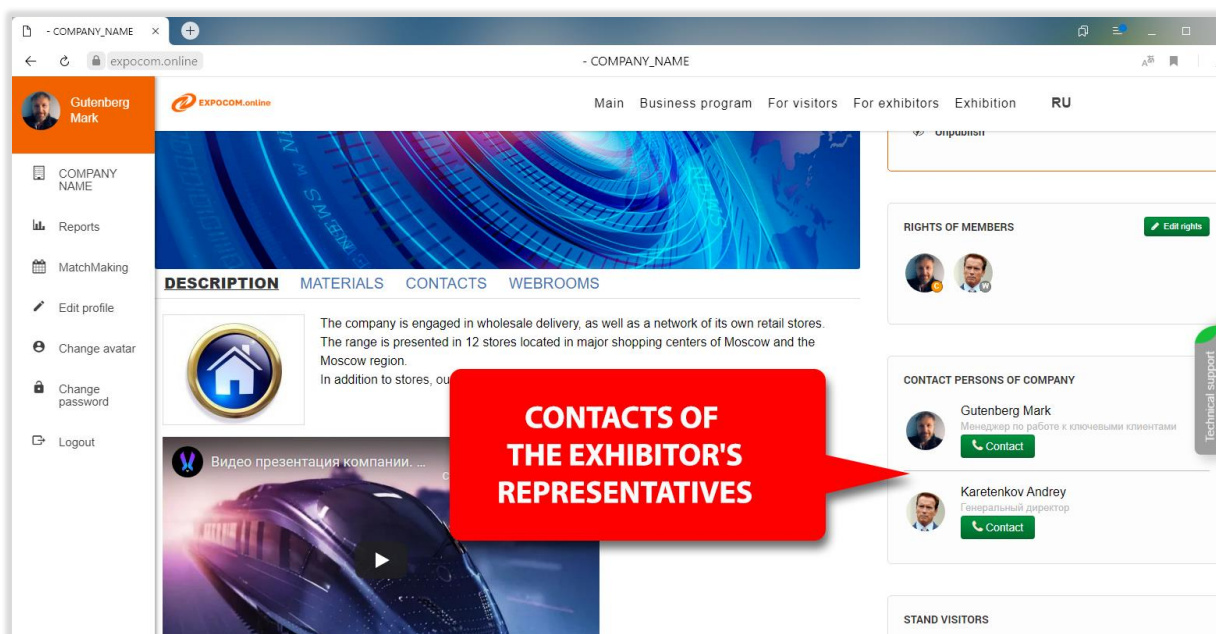 - COMPANY_NAME
expocom.online
- COMPANY_NAME
Gutenberg
Mark
EXPOCOM.online
Main Business program For visitors For exhibitors Exhibition RU
COMPANY
NAME
Reports
MatchMaking
Edit profile
Change avatar
Change
password
Logout
NEWS NEWS
DESCRIPTION MATERIALS CONTACTS WEBROOMS
The company is engaged in wholesale delivery, as well as a network of its own retail stores.
The range is presented in 12 stores located in major shopping centers of Moscow and the
Moscow region.
In addition to stores, ou
Видео презентация компании. ...
CONTACTS OF
THE EXHIBITOR'S
REPRESENTATIVES
Unpublish
RIGHTS OF MEMBERS
Edit rights
C
W
CONTACT PERSONS OF COMPANY
Gutenberg Mark
Менеджер по работе к ключевыми клиентами
Contact
Karetenkov Andrey
Генеральный директор
Contact
STAND VISITORS
Technical support